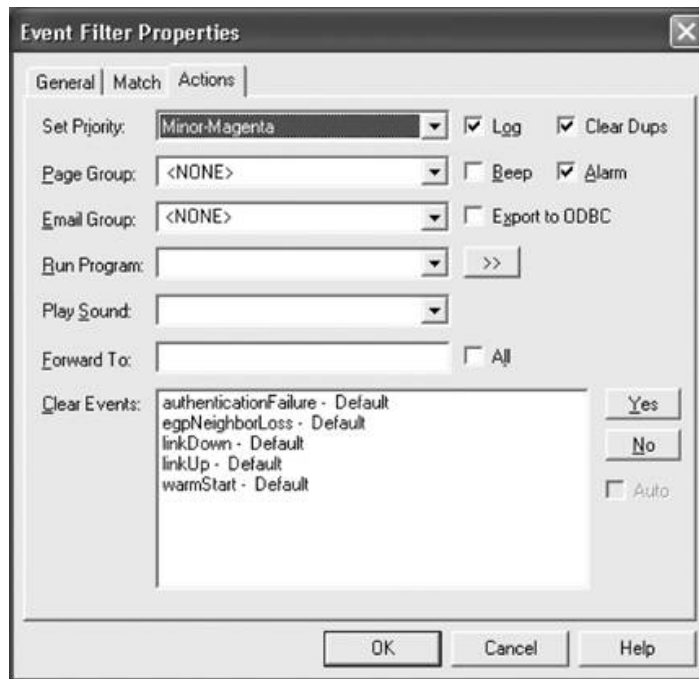 Event Filter Properties
General Match Actions
Set Priority: Minor-Magenta Log Clear Dups
Page Group: <NONE> Beep Alarm
Email Group: <NONE> Export to ODBC
Run Program: >>
Play Sound:
Forward To: All
Clear Events: authenticationFailure - Default Yes
egpNeighborLoss - Default
linkDown - Default No
linkUp - Default
warmStart - Default Auto
OK Cancel Help